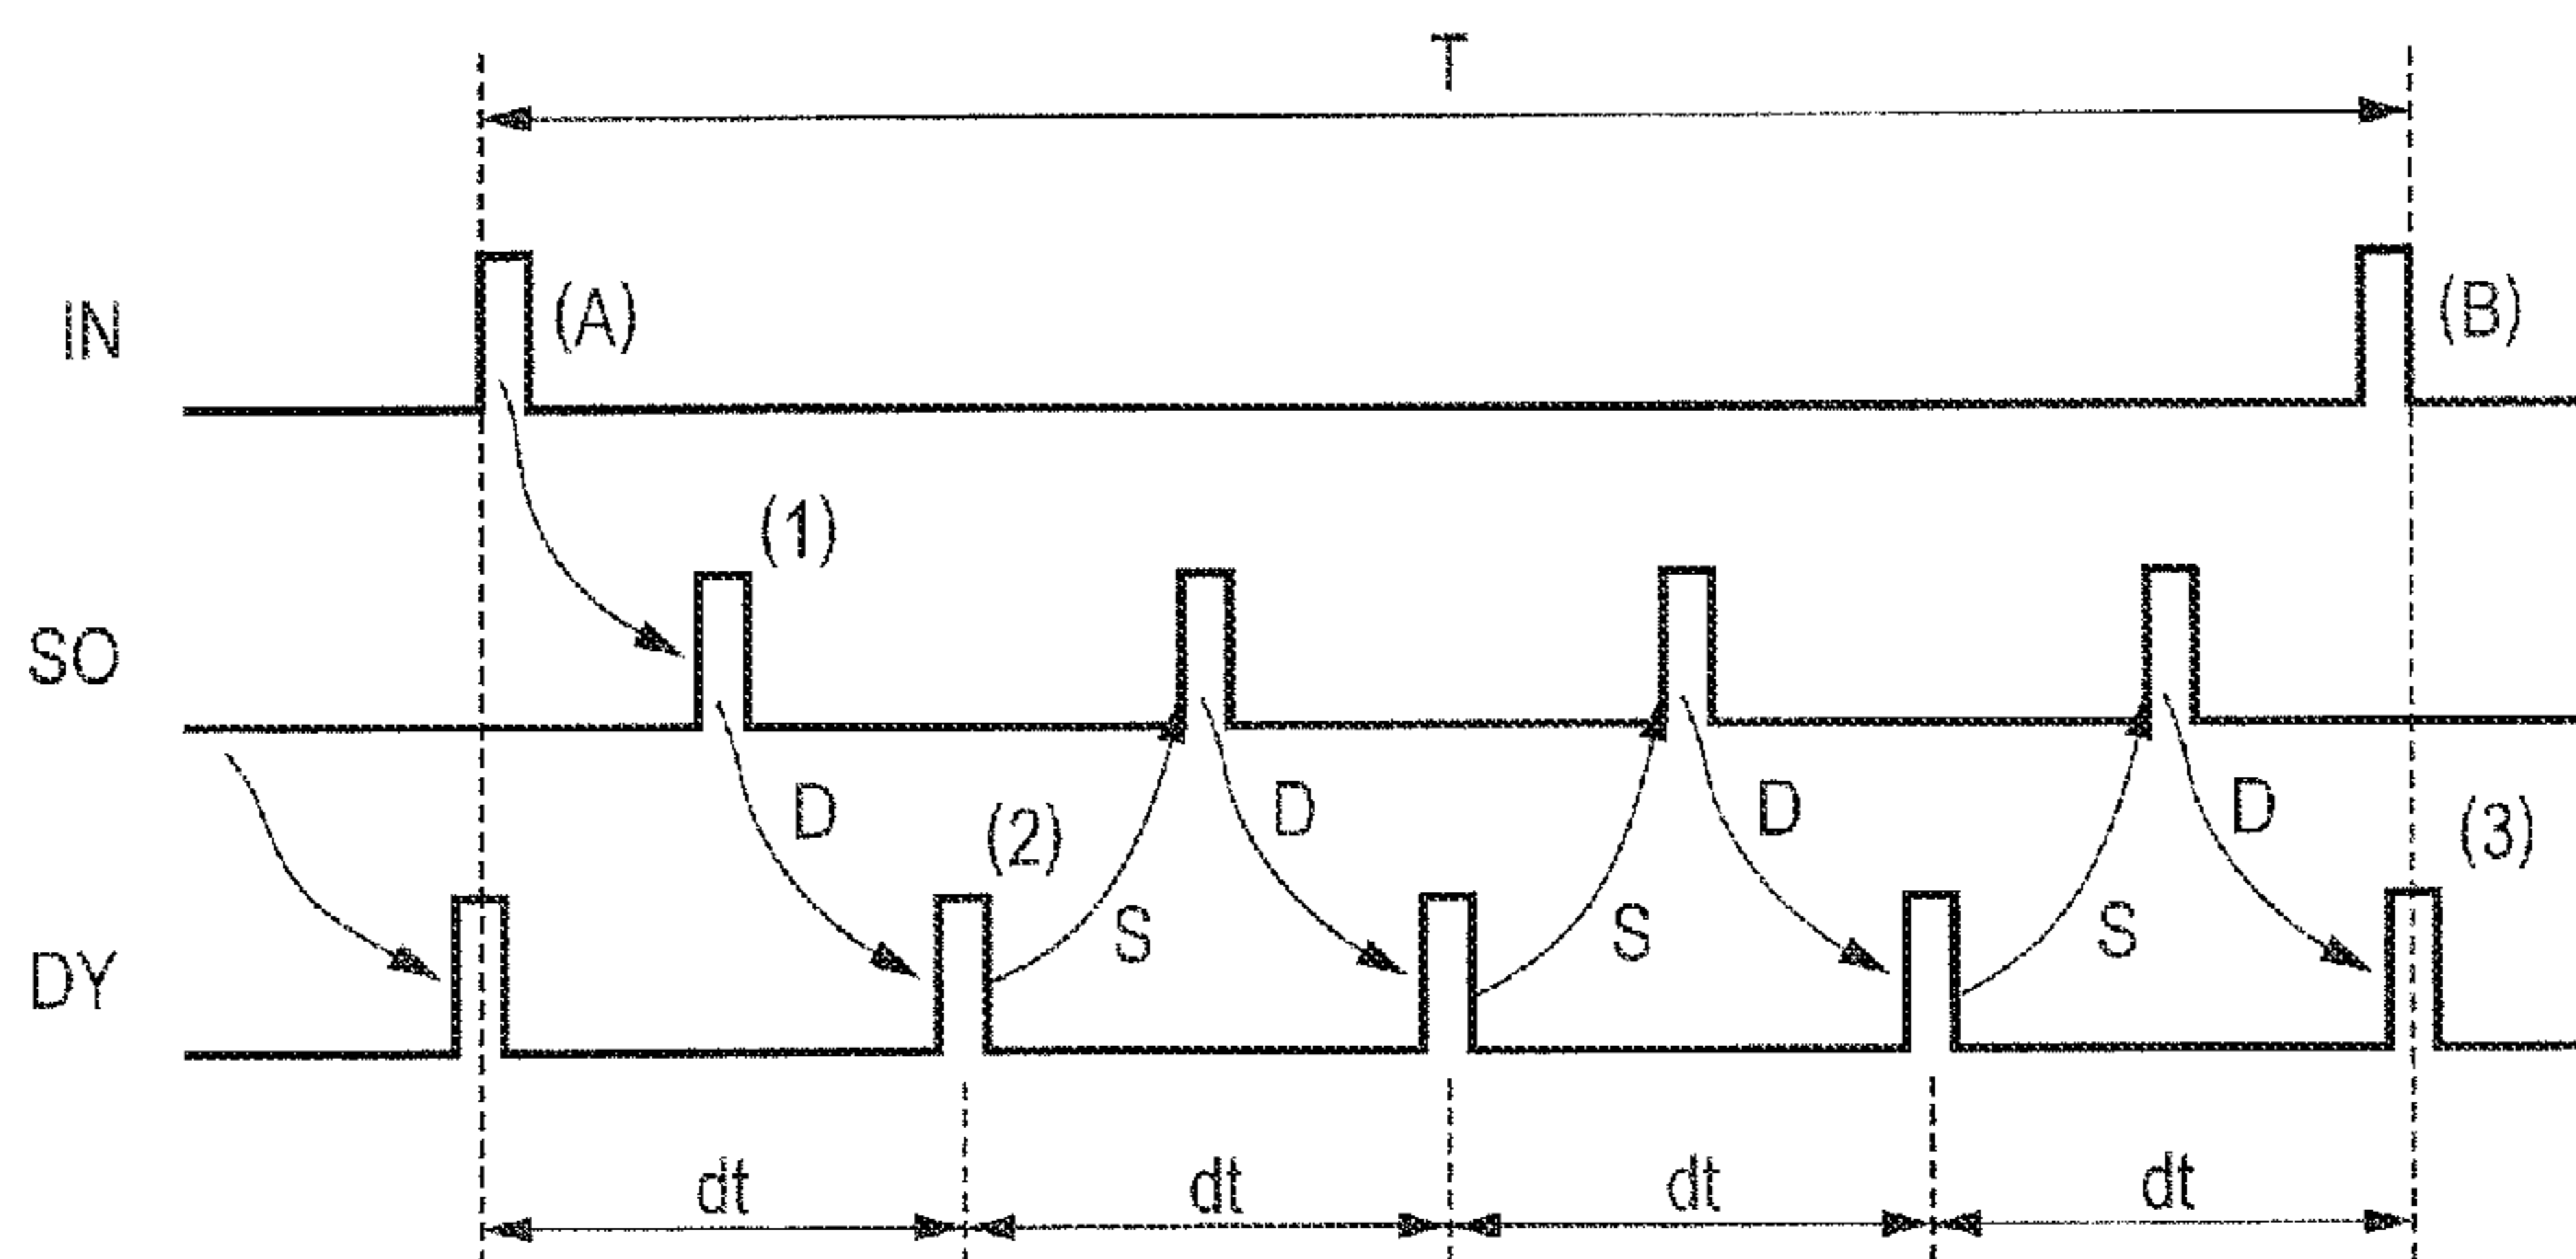 T
IN (A) (B)
(1)
SO
D D D D
(2) (3)
S S S
DY
dt dt dt dt